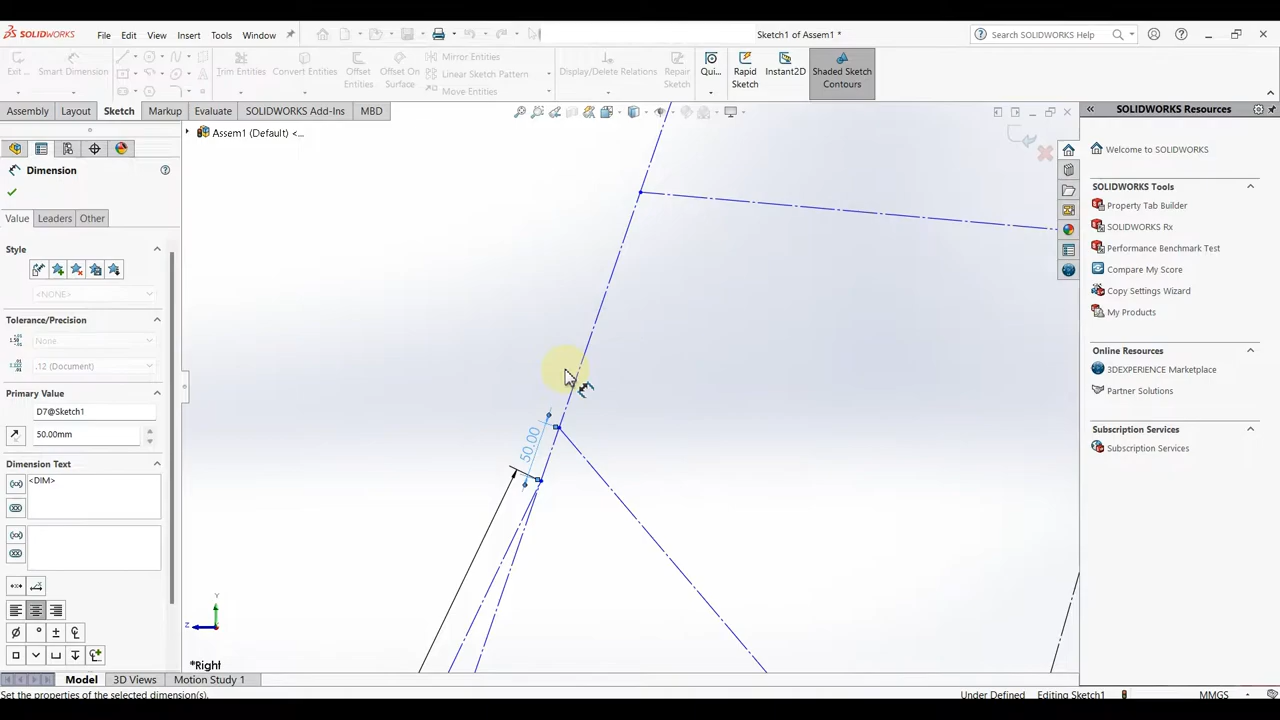 SOLIDWORKS File Edit View Insert Tools Window Sketch1 of Assem1 * Search SOLIDWORKS Help
Exit ... Smart Dimension Trim Entities Convert Entities Offset Entities Offset On Surface Mirror Entities Linear Sketch Pattern Move Entities Display/Delete Relations Repair Sketch Qui... Rapid Sketch Instant2D Shaded Sketch Contours
Assembly Layout Sketch Markup Evaluate SOLIDWORKS Add-Ins MBD
SOLIDWORKS Resources
Assem1 (Default) <...
Welcome to SOLIDWORKS
Dimension
SOLIDWORKS Tools
Property Tab Builder
Value Leaders Other
SOLIDWORKS Rx
Style
Performance Benchmark Test
Compare My Score
<NONE>
Copy Settings Wizard
Tolerance/Precision
My Products
None
Online Resources
.12 (Document)
3DEXPERIENCE Marketplace
Primary Value
Partner Solutions
D7@Sketch1
Subscription Services
50.00mm
50.00
Subscription Services
Dimension Text
<DIM>
Y
Z
*Right
Model 3D Views Motion Study 1
Set the properties of the selected dimension(s). Under Defined Editing Sketch1 MMGS